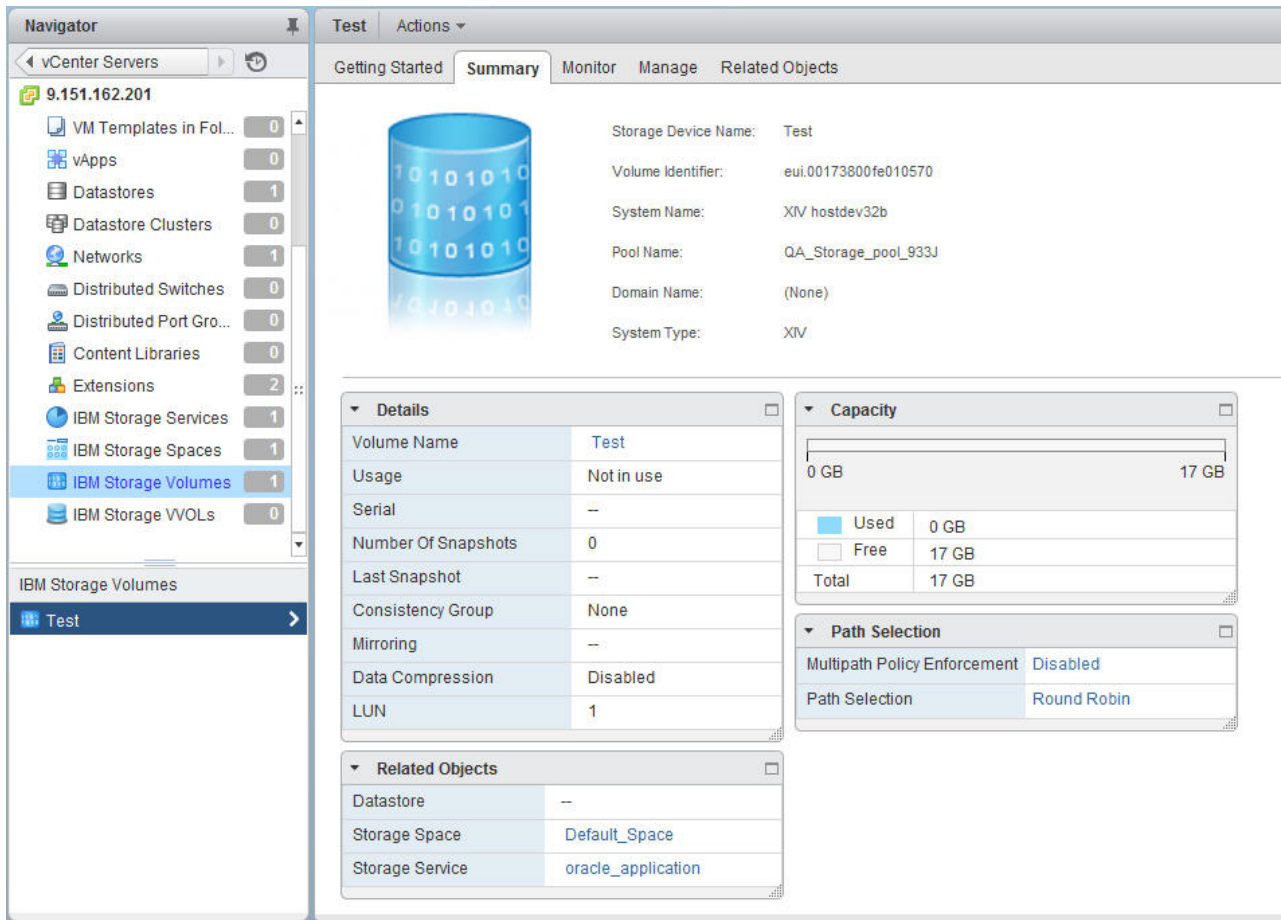 Navigator
vCenter Servers
9.151.162.201
VM Templates in Fol... 0
vApps 0
Datastores 1
Datastore Clusters 0
Networks 1
Distributed Switches 0
Distributed Port Gro... 0
Content Libraries 0
Extensions 2
IBM Storage Services 1
IBM Storage Spaces 1
IBM Storage Volumes 1
IBM Storage VVOLs 0
IBM Storage Volumes
Test
Test Actions
Getting Started Summary Monitor Manage Related Objects
10101010
01010101
10101010
Storage Device Name: Test
Volume Identifier: eui.00173800fe010570
System Name: XIV hostdev32b
Pool Name: QA_Storage_pool_933J
Domain Name: (None)
System Type: XIV
Details
Volume Name Test
Usage Not in use
Serial --
Number Of Snapshots 0
Last Snapshot --
Consistency Group None
Mirroring --
Data Compression Disabled
LUN 1
Related Objects
Datastore --
Storage Space Default_Space
Storage Service oracle_application
Capacity
0 GB 17 GB
Used 0 GB
Free 17 GB
Total 17 GB
Path Selection
Multipath Policy Enforcement Disabled
Path Selection Round Robin